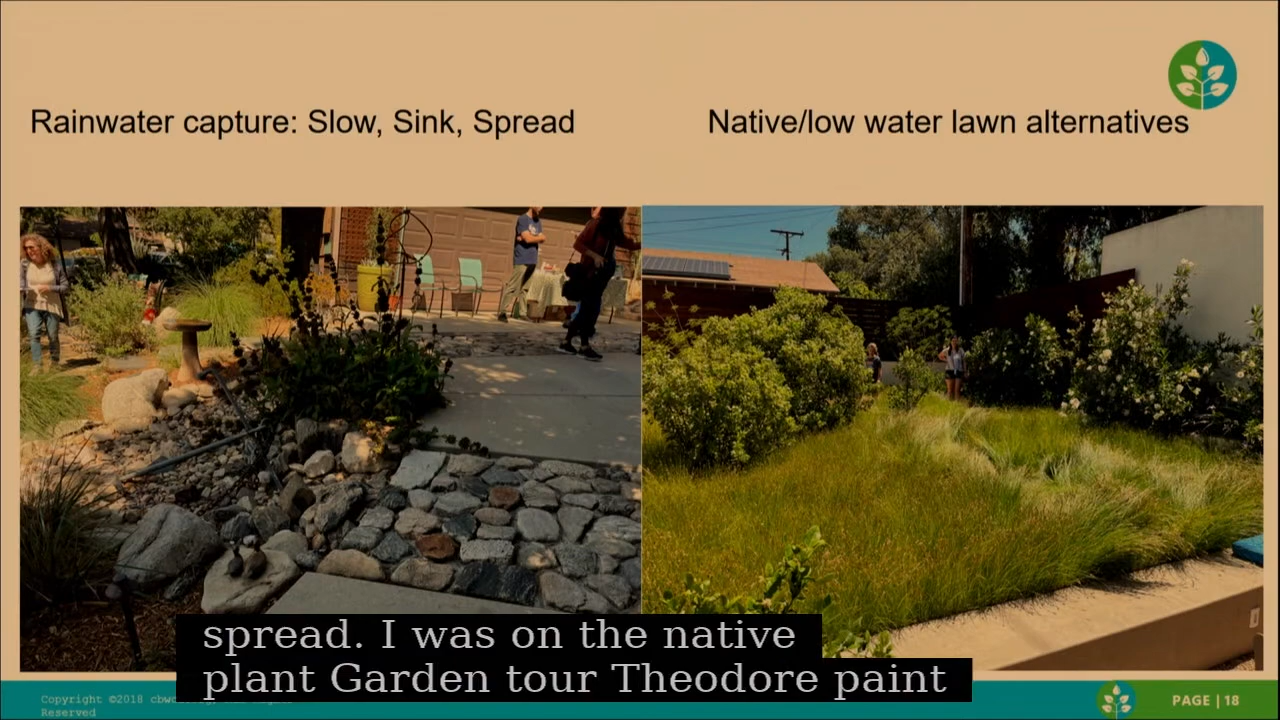 Rainwater capture: Slow, Sink, Spread
Native/low water lawn alternatives
spread. I was on the native
plant Garden tour Theodore paint
Copyright ©2018
Reserved
PAGE | 18